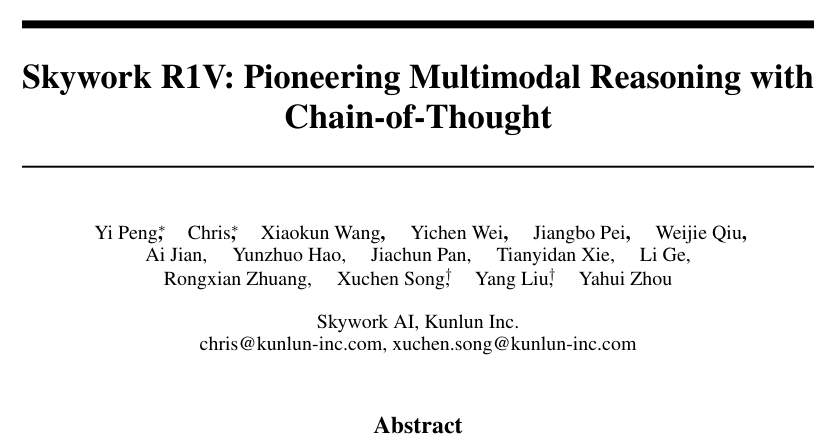 Skywork R1V: Pioneering Multimodal Reasoning with
Chain-of-Thought
Yi Peng*, Chris*, Xiaokun Wang, Yichen Wei, Jiangbo Pei, Weijie Qiu,
Ai Jian, Yunzhuo Hao, Jiachun Pan, Tianyidan Xie, Li Ge,
Rongxian Zhuang, Xuchen Song†, Yang Liu†, Yahui Zhou
Skywork AI, Kunlun Inc.
chris@kunlun-inc.com, xuchen.song@kunlun-inc.com
Abstract